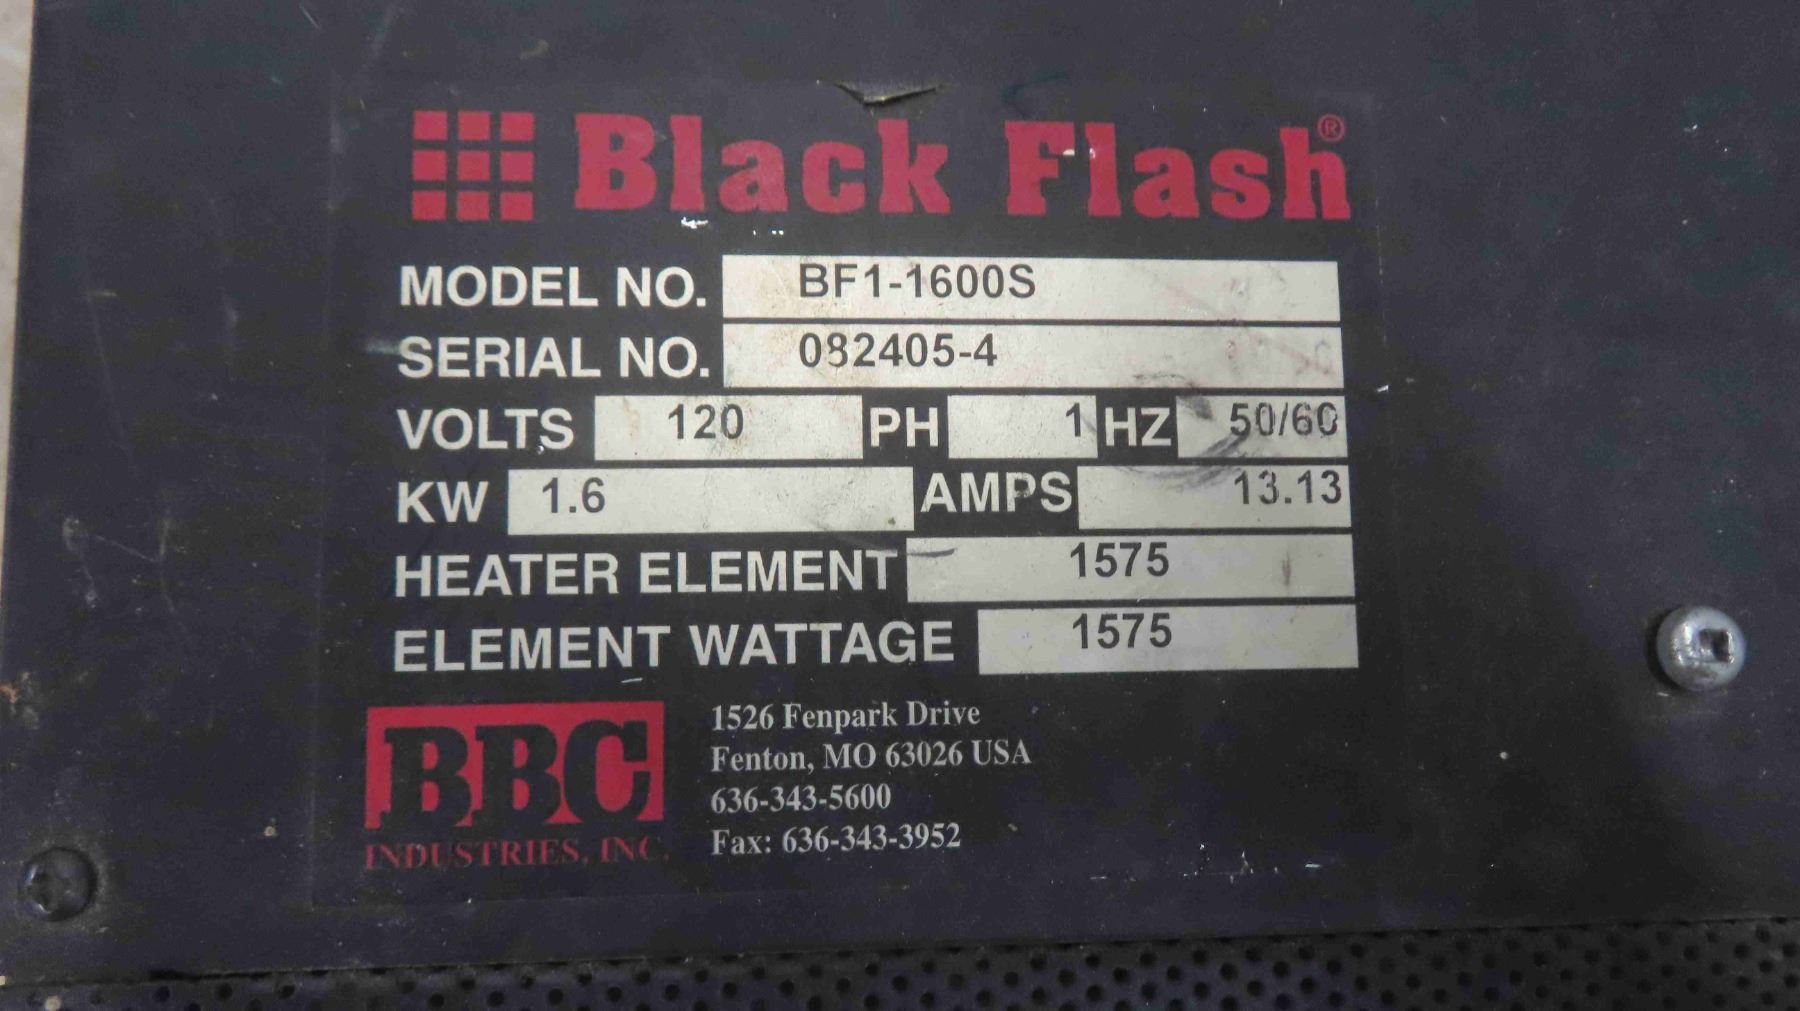 Black Flash®
MODEL NO. BF1-1600S
SERIAL NO. 082405-4
VOLTS 120 PH 1 HZ 50/60
KW 1.6 AMPS 13.13
HEATER ELEMENT 1575
ELEMENT WATTAGE 1575
BBC
INDUSTRIES, INC.
1526 Fenpark Drive
Fenton, MO 63026 USA
636-343-5600
Fax: 636-343-3952